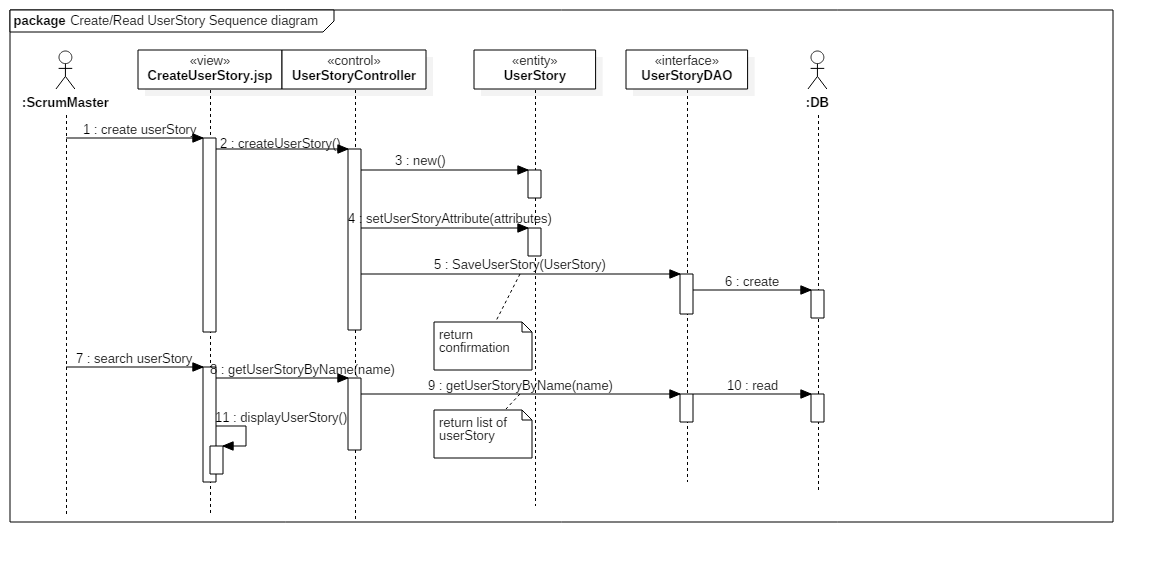 package Create/Read UserStory Sequence diagram
«view»
CreateUserStory.jsp
«control»
UserStoryController
«entity»
UserStory
«interface»
UserStoryDAO
:ScrumMaster
:DB
1 : create userStory
2 : createUserStory()
3 : new()
4 : setUserStoryAttribute(attributes)
5 : SaveUserStory(UserStory)
6 : create
return
confirmation
7 : search userStory
8 : getUserStoryByName(name)
9 : getUserStoryByName(name)
10 : read
11 : displayUserStory()
return list of
userStory